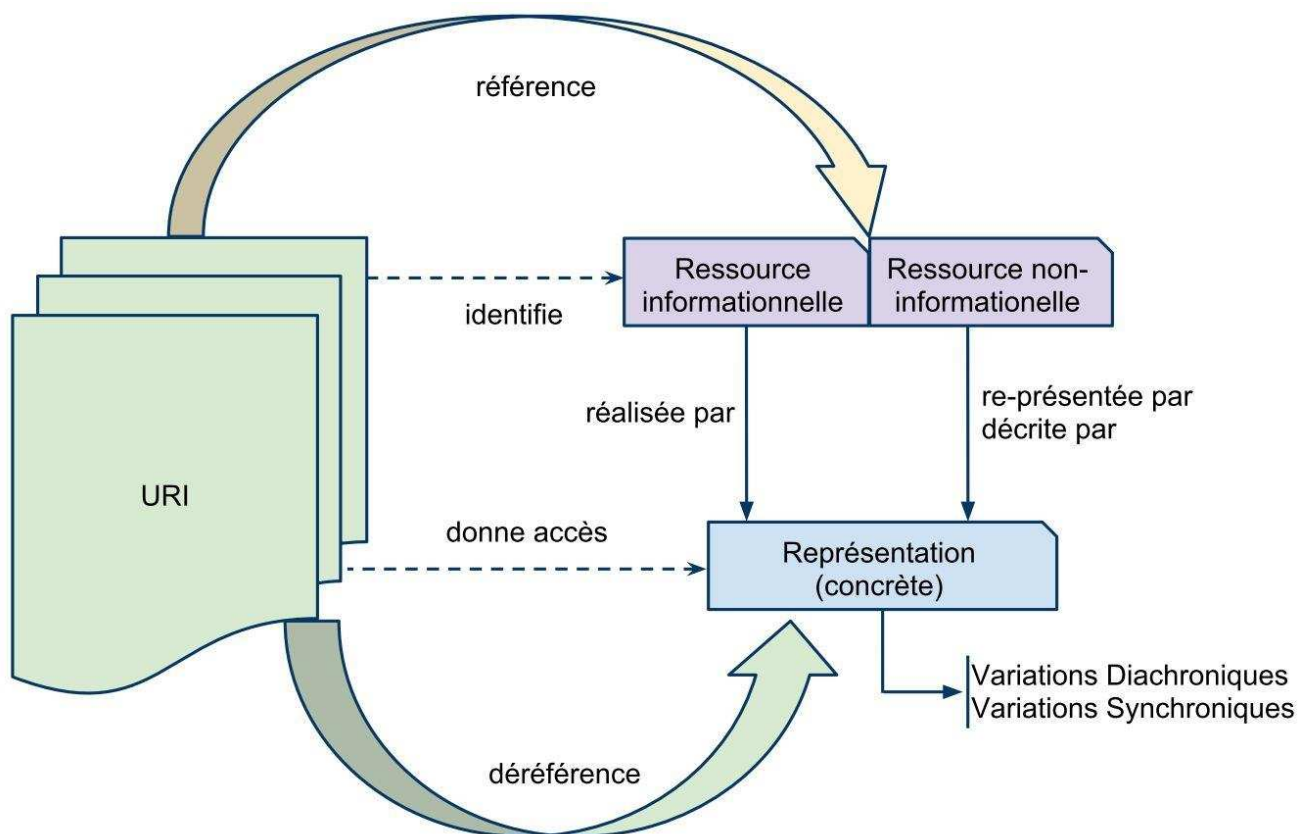 référence
Ressource
informationnelle
Ressource non-
informationelle
identifie
réalisée par
re-présentée par
décrite par
URI
donne accès
Représentation
(concrète)
Variations Diachroniques
Variations Synchroniques
déréférence